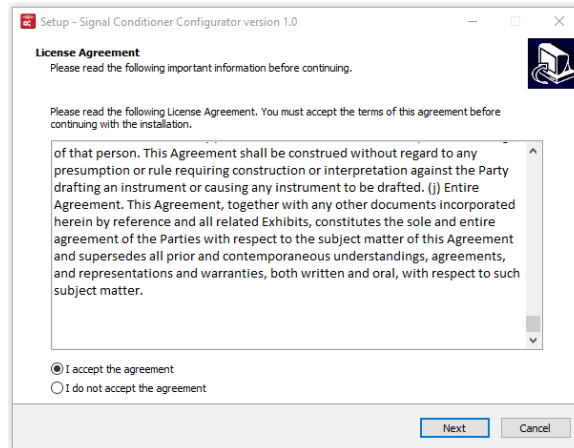 Setup - Signal Conditioner Configurator version 1.0
License Agreement
Please read the following important information before continuing.
Please read the following License Agreement. You must accept the terms of this agreement before
continuing with the installation.
of that person. This Agreement shall be construed without regard to any
presumption or rule requiring construction or interpretation against the Party
drafting an instrument or causing any instrument to be drafted. (j) Entire
Agreement. This Agreement, together with any other documents incorporated
herein by reference and all related Exhibits, constitutes the sole and entire
agreement of the Parties with respect to the subject matter of this Agreement
and supersedes all prior and contemporaneous understandings, agreements,
and representations and warranties, both written and oral, with respect to such
subject matter.
I accept the agreement
I do not accept the agreement
Next
Cancel